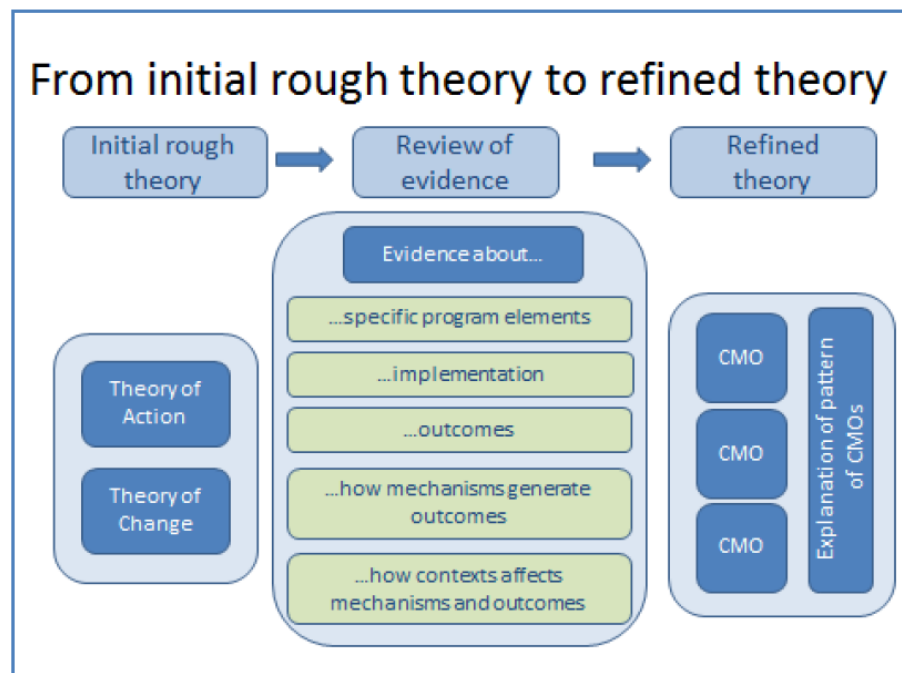 From initial rough theory to refined theory
Initial rough
theory
Review of
evidence
Refined
theory
Evidence about...
...specific program elements
...implementation
...outcomes
...how mechanisms generate
outcomes
...how contexts affects
mechanisms and outcomes
Theory of
Action
Theory of
Change
CMO
CMO
CMO
Explanation of pattern
of CMOs